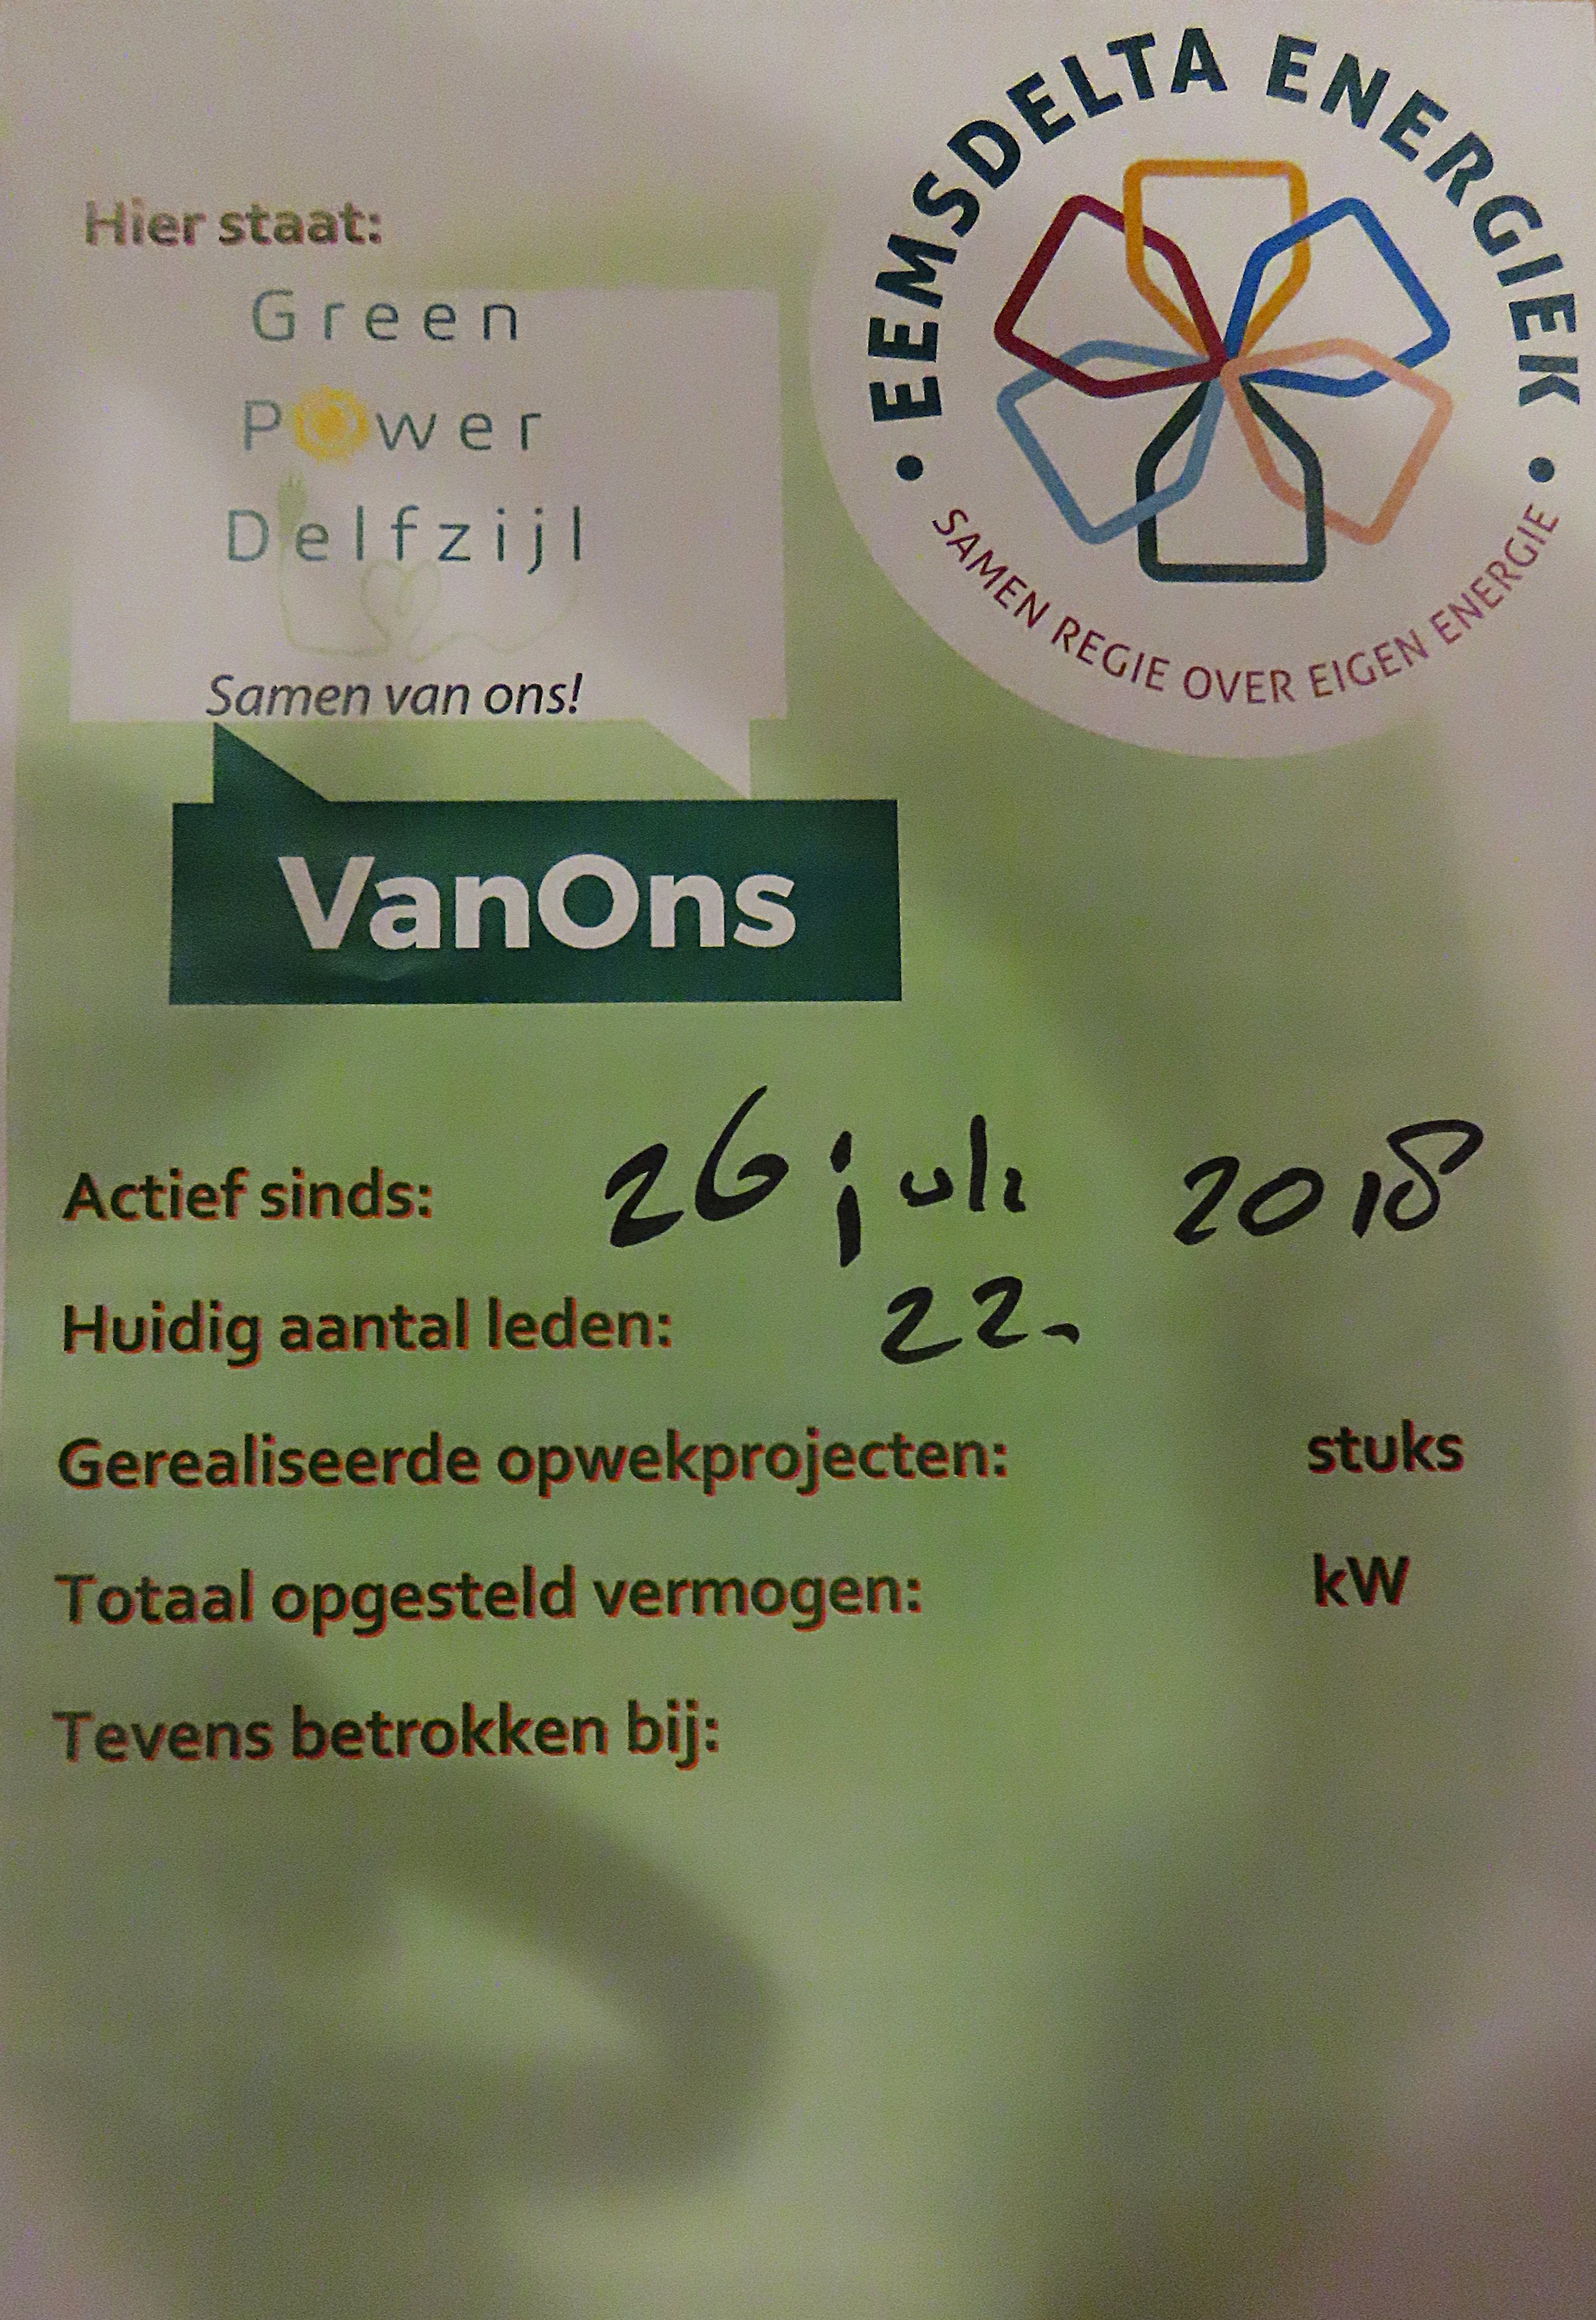 EEMSDELTA ENERGIEK
SAMEN REGIE OVER EIGEN ENERGIE
Hier staat:
Green
Power
Delfzijl
Samen van ons!
VanOns
Actief sinds: 26 juli 2018
Huidig aantal leden: 22-
Gerealiseerde opwekprojecten: stuks
Totaal opgesteld vermogen: kW
Tevens betrokken bij: